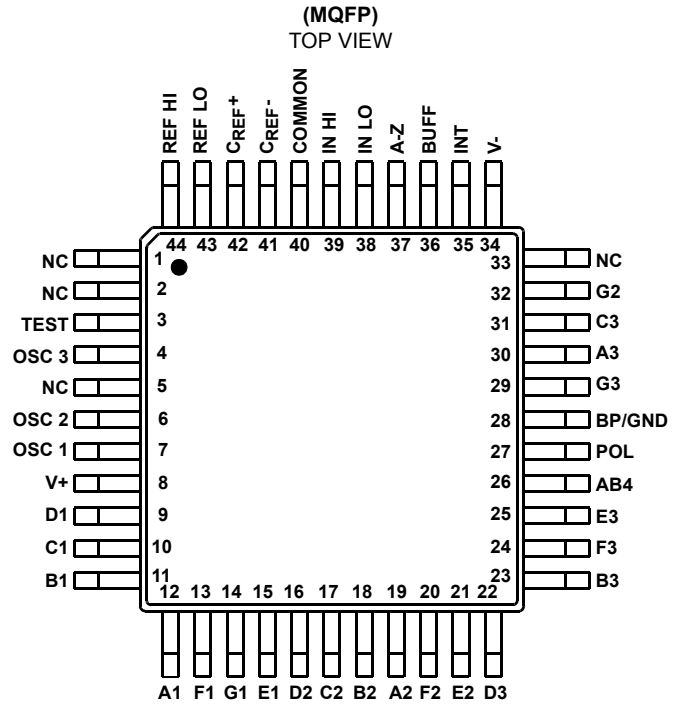 (MQFP)
TOP VIEW
REF HI
REF LO
CREF+
CREF-
COMMON
IN HI
IN LO
A-Z
BUFF
INT
V-
44 43 42 41 40 39 38 37 36 35 34
NC 1 33 NC
NC 2 32 G2
TEST 3 31 C3
OSC 3 4 30 A3
NC 5 29 G3
OSC 2 6 28 BP/GND
OSC 1 7 27 POL
V+ 8 26 AB4
D1 9 25 E3
C1 10 24 F3
B1 11 23 B3
12 13 14 15 16 17 18 19 20 21 22
A1 F1 G1 E1 D2 C2 B2 A2 F2 E2 D3